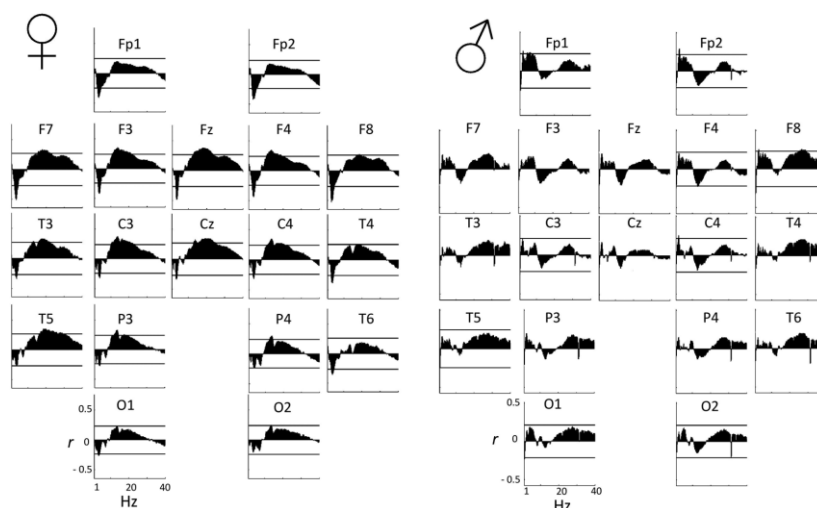 Fp1 Fp2
F7 F3 Fz F4 F8
T3 C3 Cz C4 T4
T5 P3 P4 T6
O1 O2
0.5
r 0
- 0.5
1 20 40
Hz
Fp1 Fp2
F7 F3 Fz F4 F8
T3 C3 Cz C4 T4
T5 P3 P4 T6
O1 O2
0.5
r 0
- 0.5
1 20 40
Hz